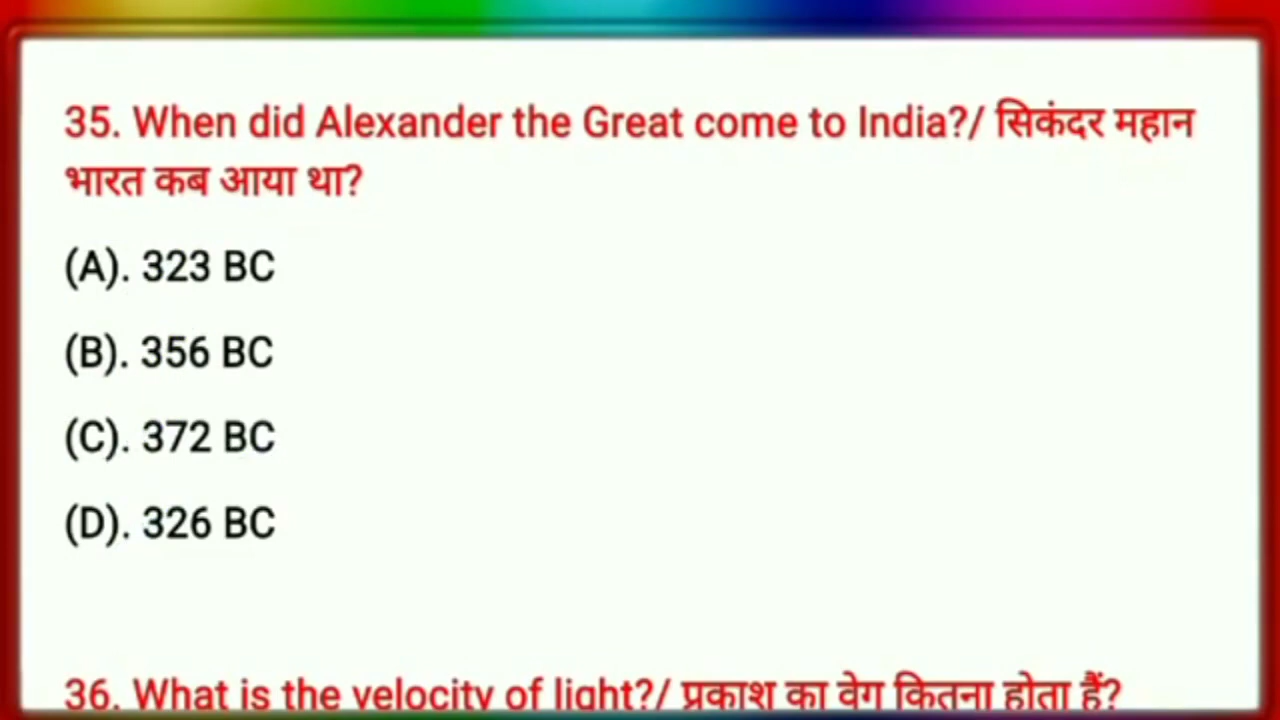 35. When did Alexander the Great come to India?/ सिकंदर महान
भारत कब आया था?
(A). 323 BC
(B). 356 BC
(C). 372 BC
(D). 326 BC
36. What is the velocity of light?/ प्रकाश का वेग कितना होता हैं?